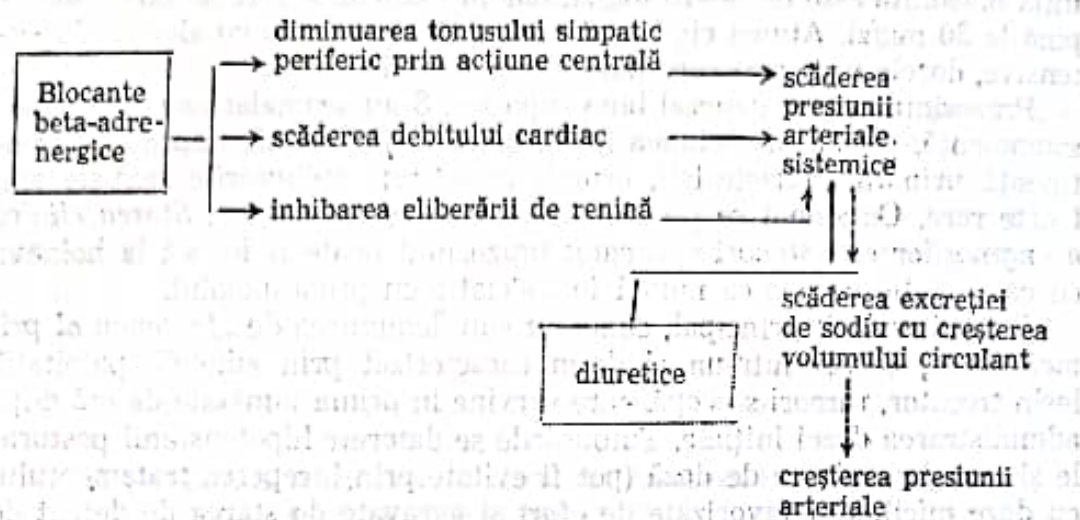 diminuarea tonusului simpatic
periferic prin acțiune centrală
Blocante
beta-adre-
nergice
scăderea debitului cardiac
inhibarea eliberării de renină
scăderea
presiunii
arteriale
sistemice
scăderea excreției
de sodiu cu creșterea
volumului circulant
diuretice
creșterea presiunii
arteriale